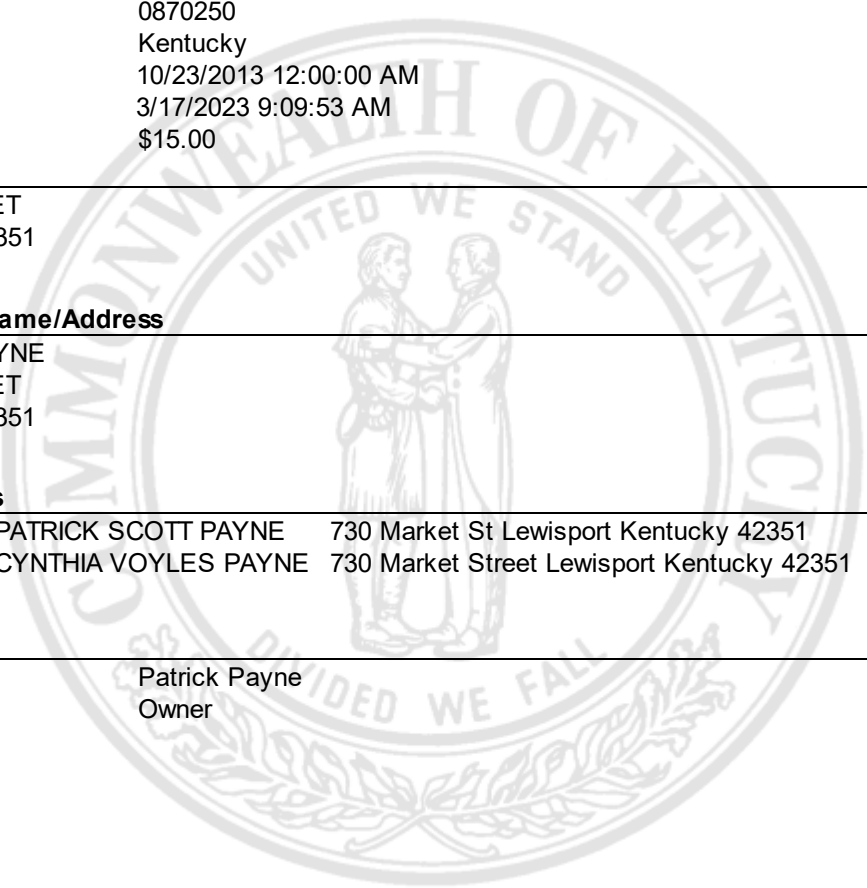 0870250
Kentucky
10/23/2013 12:00:00 AM
3/17/2023 9:09:53 AM
$15.00
ET
351
ame/Address
YNE
ET
351
s
PATRICK SCOTT PAYNE 730 Market St Lewisport Kentucky 42351
CYNTHIA VOYLES PAYNE 730 Market Street Lewisport Kentucky 42351
Patrick Payne
Owner
COMMONWEALTH OF KENTUCKY
UNITED WE STAND
DIVIDED WE FALL